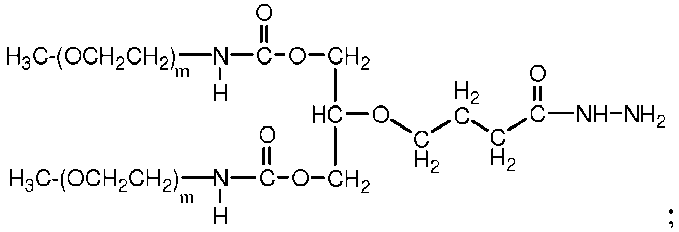 O
H₃C-(OCH₂CH₂)ₘ—N—C—O—CH₂
O
H H₂
HC—O C C—NH—NH₂
O C C
H₂ H₂
H₃C-(OCH₂CH₂)ₘ—N—C—O—CH₂
H ;